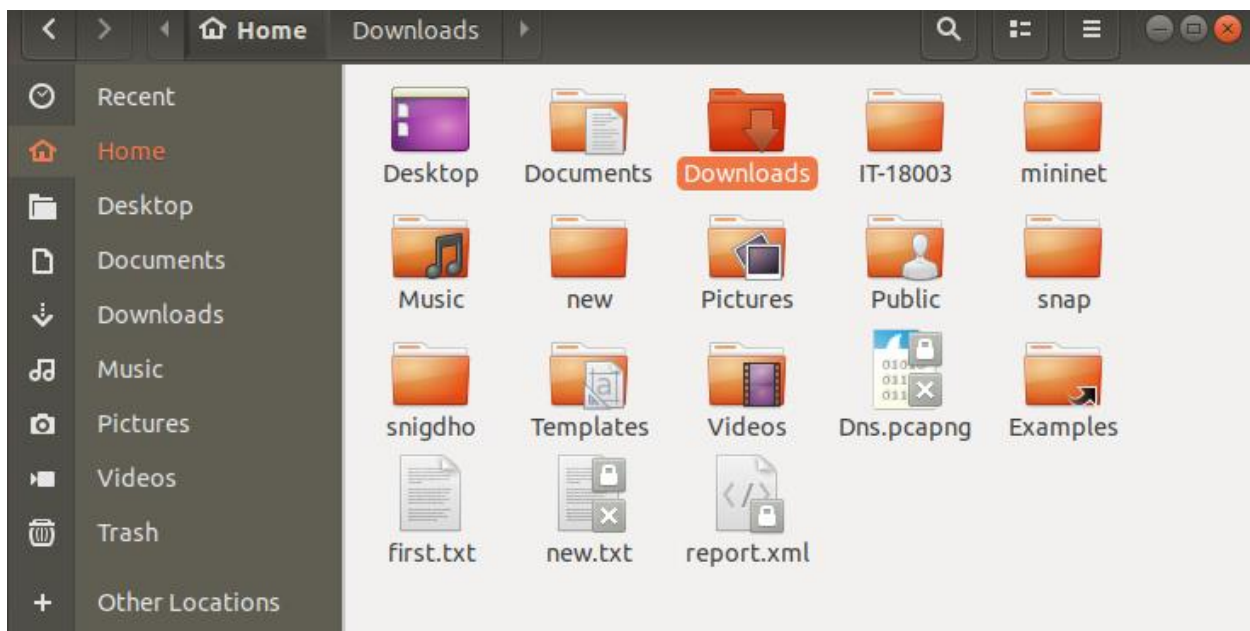 Home Downloads
Recent
Home
Desktop
Documents
Downloads
Music
Pictures
Videos
Trash
Other Locations
Desktop Documents Downloads IT-18003 mininet
Music new Pictures Public snap
snigdho Templates Videos Dns.pcapng Examples
first.txt new.txt report.xml